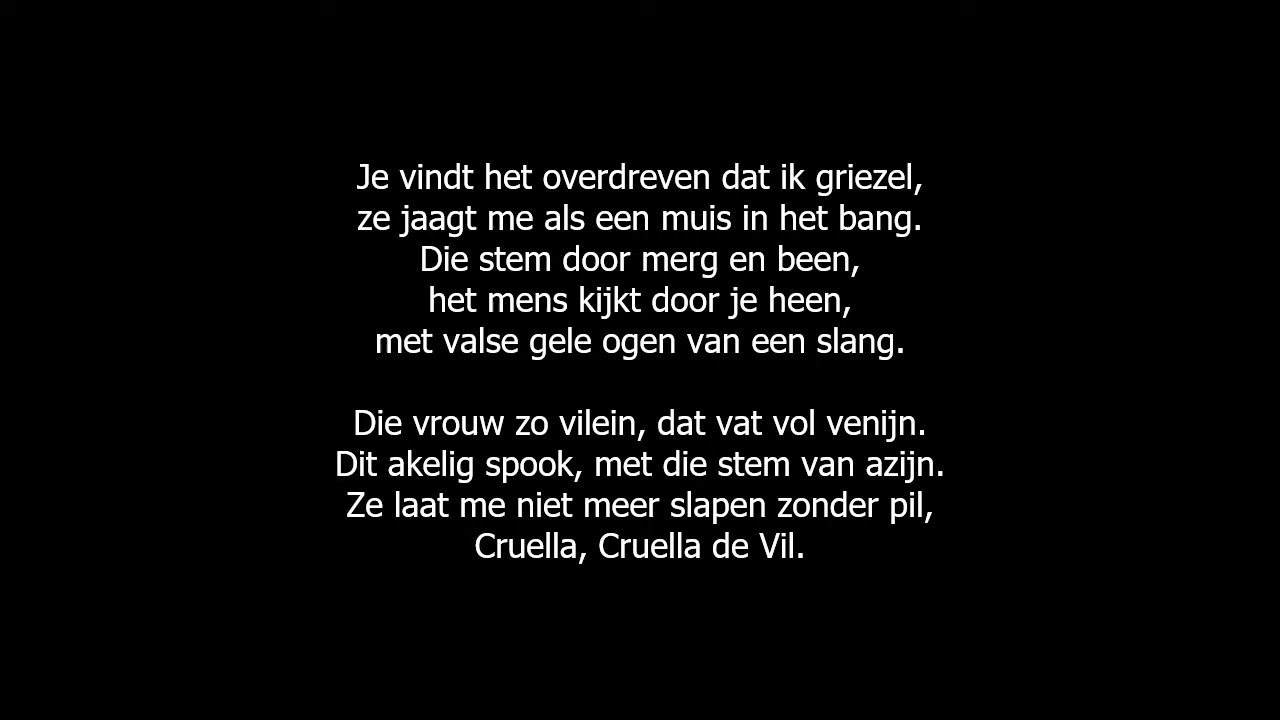 Je vindt het overdreven dat ik griezel,
ze jaagt me als een muis in het bang.
Die stem door merg en been,
het mens kijkt door je heen,
met valse gele ogen van een slang.
Die vrouw zo vilein, dat vat vol venijn.
Dit akelig spook, met die stem van azijn.
Ze laat me niet meer slapen zonder pil,
Cruella, Cruella de Vil.